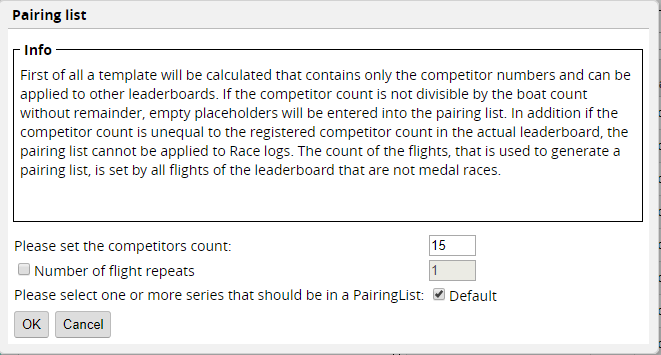 Pairing list
Info
First of all a template will be calculated that contains only the competitor numbers and can be
applied to other leaderboards. If the competitor count is not divisible by the boat count
without remainder, empty placeholders will be entered into the pairing list. In addition if the
competitor count is unequal to the registered competitor count in the actual leaderboard, the
pairing list cannot be applied to Race logs. The count of the flights, that is used to generate a
pairing list, is set by all flights of the leaderboard that are not medal races.
Please set the competitors count: 15
Number of flight repeats 1
Please select one or more series that should be in a PairingList: Default
OK Cancel